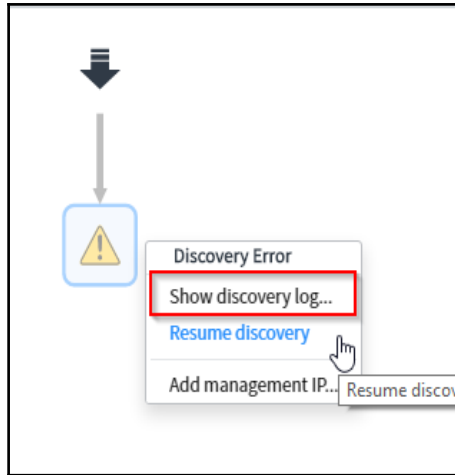 Discovery Error
Show discovery log...
Resume discovery
Add management IP...
Resume discov